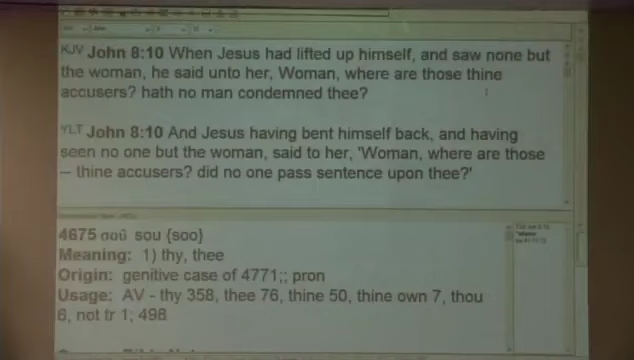 KJV John 8:10 When Jesus had lifted up himself, and saw none but
the woman, he said unto her, Woman, where are those thine
accusers? hath no man condemned thee?
YLT John 8:10 And Jesus having bent himself back, and having
seen no one but the woman, said to her, 'Woman, where are those
— thine accusers? did no one pass sentence upon thee?'
4675 σοῦ sou {soo}
Meaning: 1) thy, thee
Origin: genitive case of 4771;; pron
Usage: AV - thy 358, thee 76, thine 50, thine own 7, thou
6, not tr 1; 498